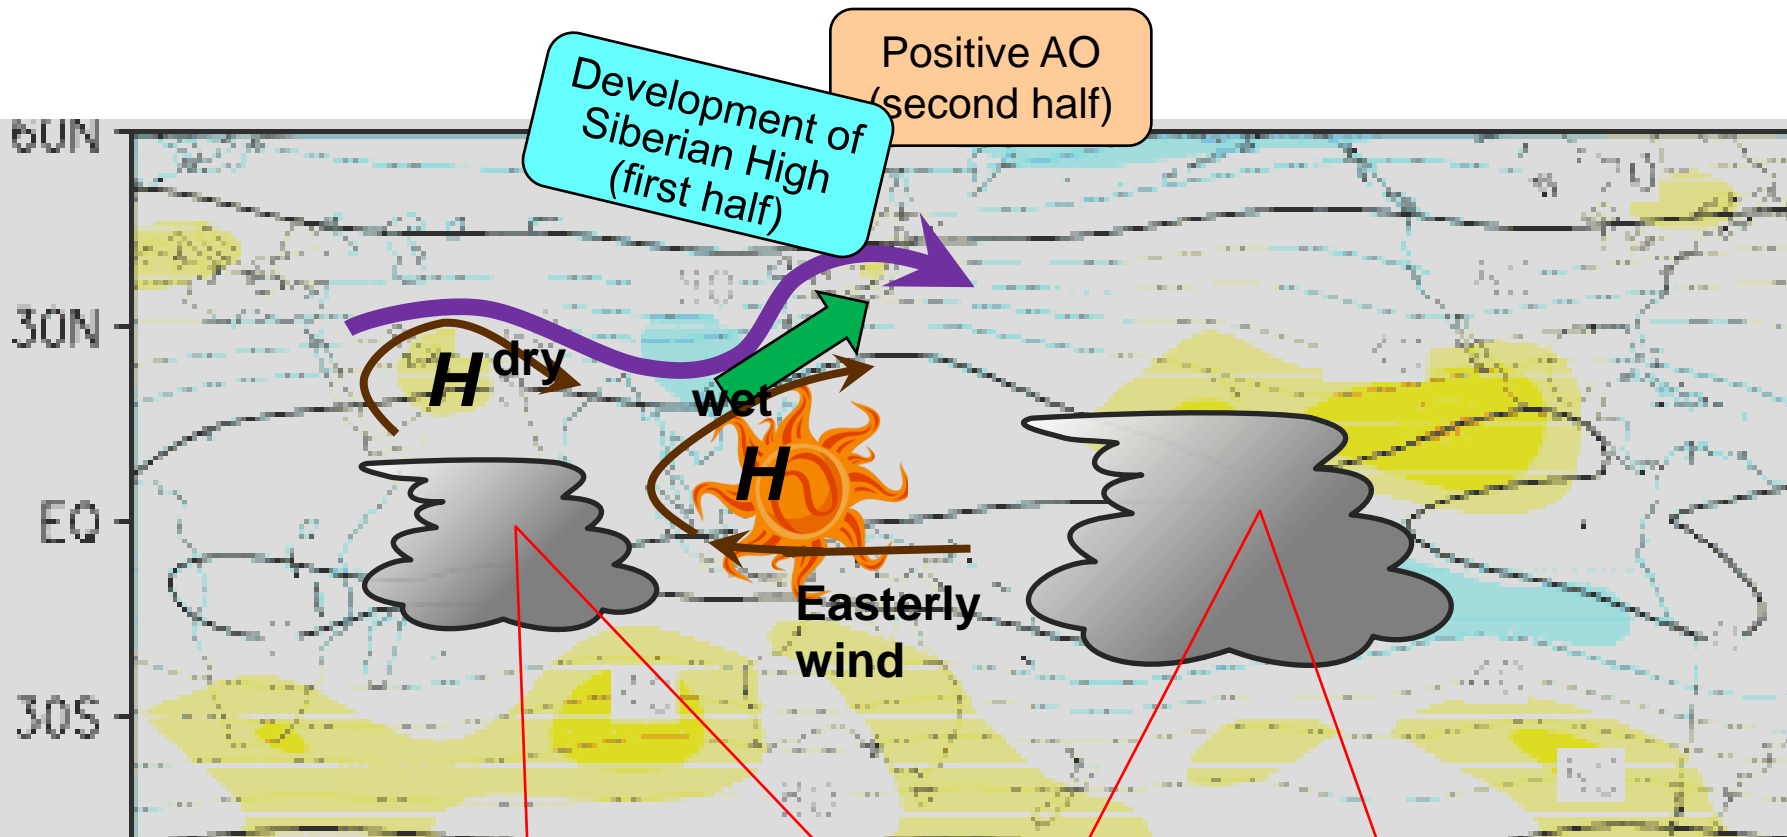 Positive AO
(second half)
Development of
Siberian High
(first half)
60N
30N
H dry
wet
H
EQ
Easterly
wind
30S